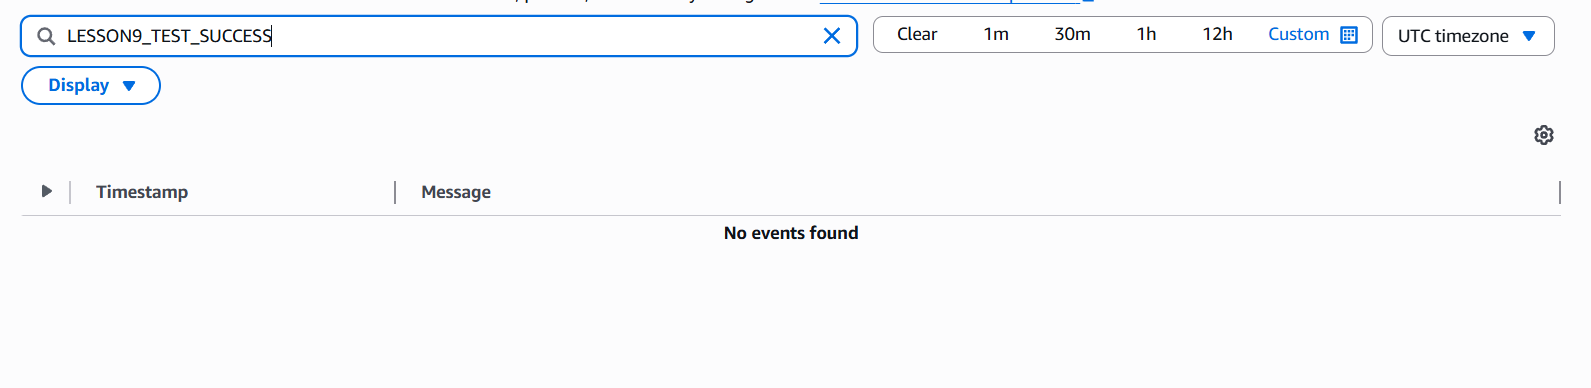 LESSON9_TEST_SUCCESS
Clear 1m 30m 1h 12h Custom UTC timezone
Display
Timestamp Message
No events found